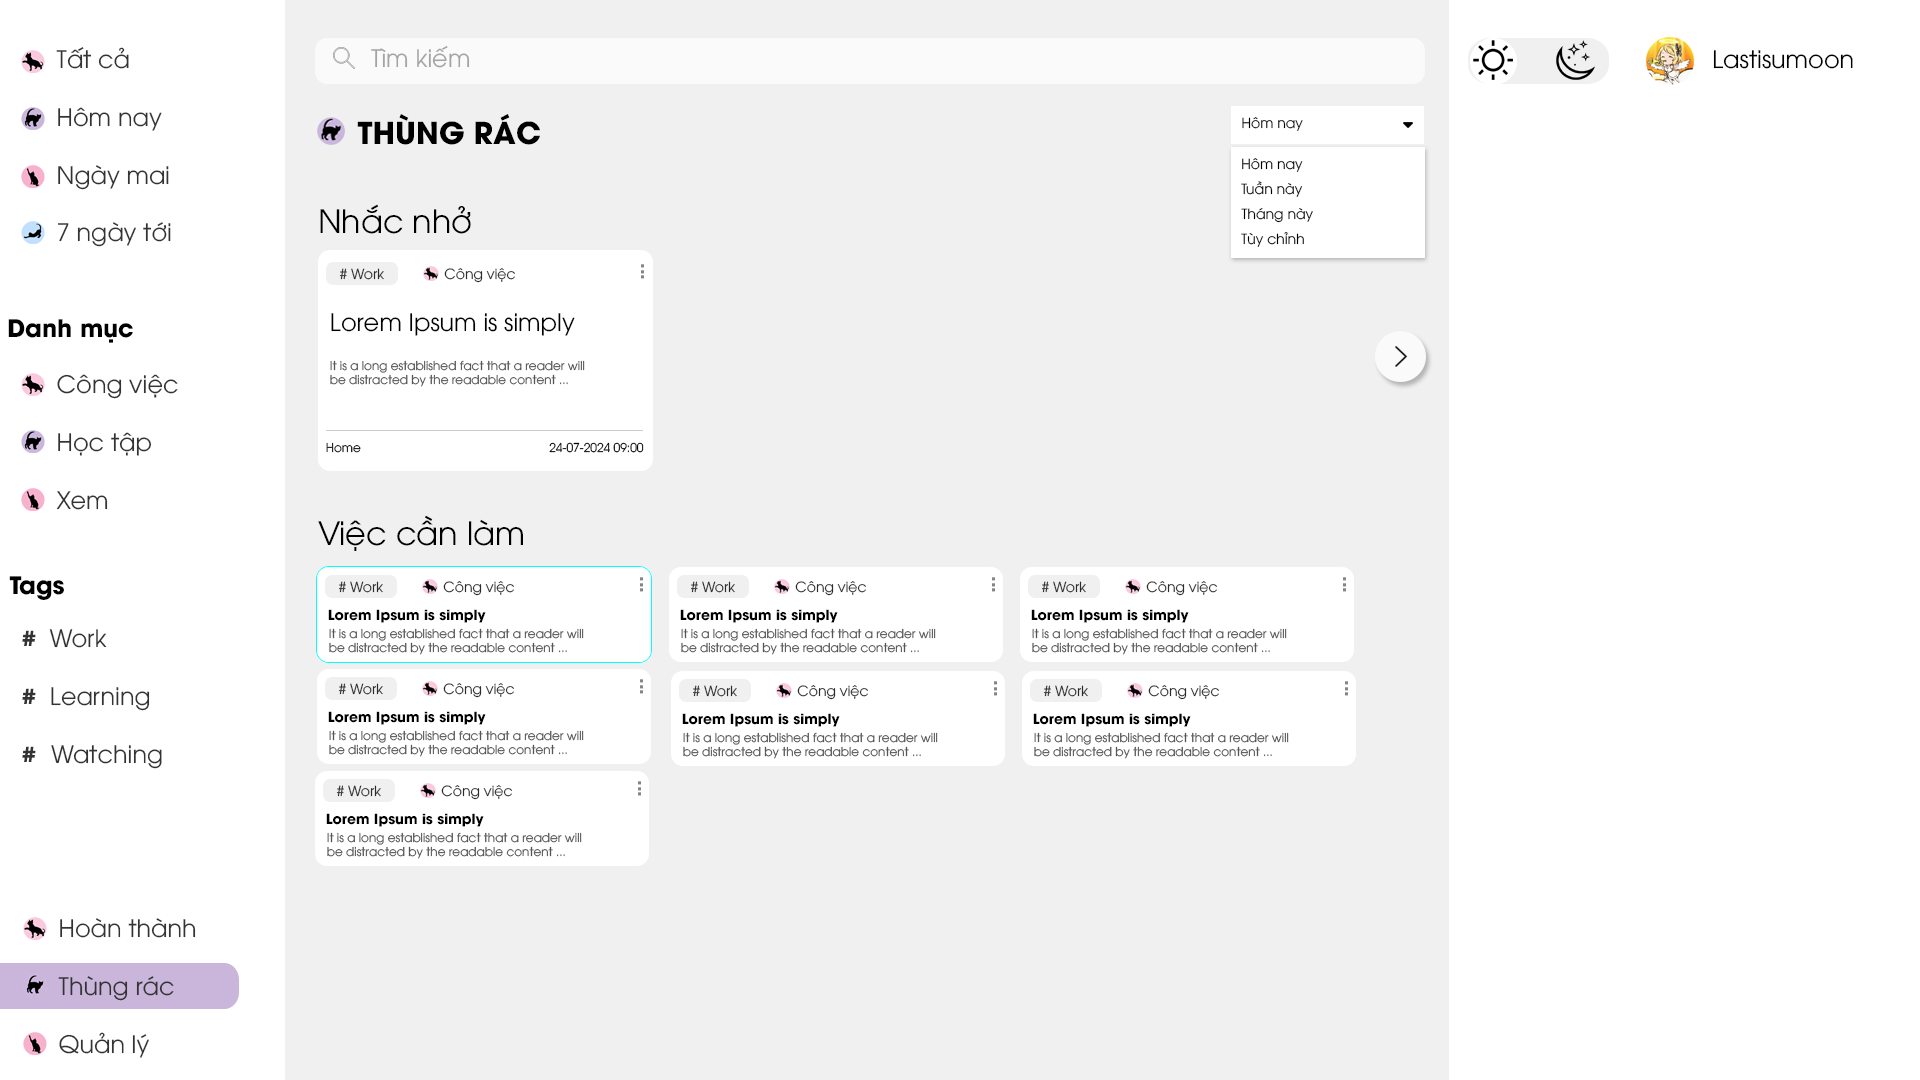 Tất cả
Hôm nay
Ngày mai
7 ngày tới
Danh mục
Công việc
Học tập
Xem
Tags
# Work
# Learning
# Watching
Hoàn thành
Thùng rác
Quản lý
Tìm kiếm
THÙNG RÁC
Hôm nay
Hôm nay
Tuần này
Tháng này
Tùy chỉnh
Nhắc nhở
# Work Công việc
Lorem Ipsum is simply
It is a long established fact that a reader will
be distracted by the readable content ...
Home 24-07-2024 09:00
Việc cần làm
# Work Công việc
Lorem Ipsum is simply
It is a long established fact that a reader will
be distracted by the readable content ...
# Work Công việc
Lorem Ipsum is simply
It is a long established fact that a reader will
be distracted by the readable content ...
# Work Công việc
Lorem Ipsum is simply
It is a long established fact that a reader will
be distracted by the readable content ...
# Work Công việc
Lorem Ipsum is simply
It is a long established fact that a reader will
be distracted by the readable content ...
# Work Công việc
Lorem Ipsum is simply
It is a long established fact that a reader will
be distracted by the readable content ...
# Work Công việc
Lorem Ipsum is simply
It is a long established fact that a reader will
be distracted by the readable content ...
# Work Công việc
Lorem Ipsum is simply
It is a long established fact that a reader will
be distracted by the readable content ...
Lastisumoon